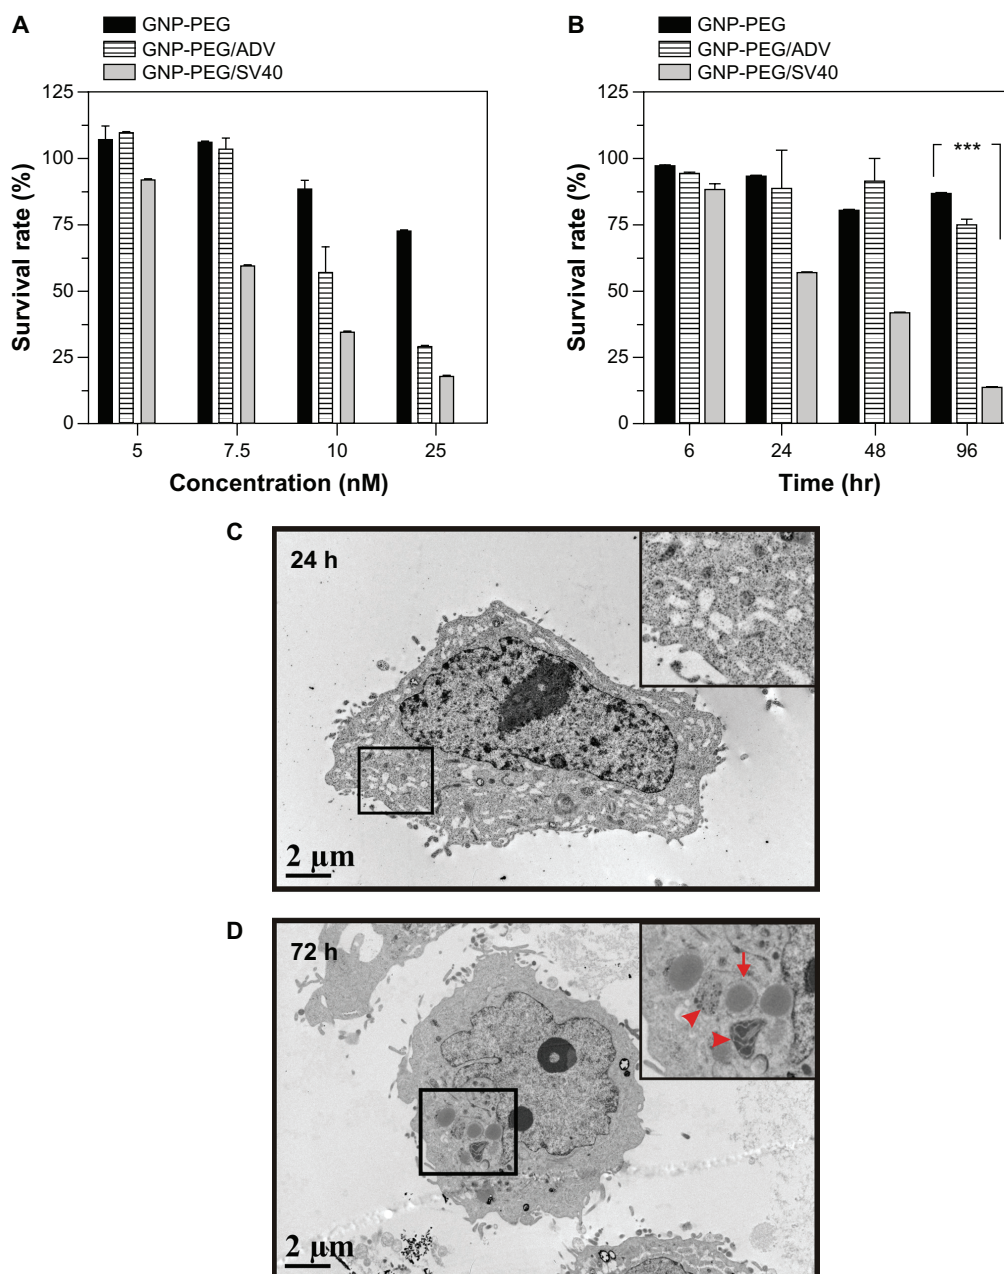 A
GNP-PEG
GNP-PEG/ADV
GNP-PEG/SV40
125
100
75
50
25
0
Survival rate (%)
5 7.5 10 25
Concentration (nM)
B
GNP-PEG
GNP-PEG/ADV
GNP-PEG/SV40
125
100
75
50
25
0
Survival rate (%)
***
6 24 48 96
Time (hr)
C
24 h
2 µm
D
72 h
2 µm